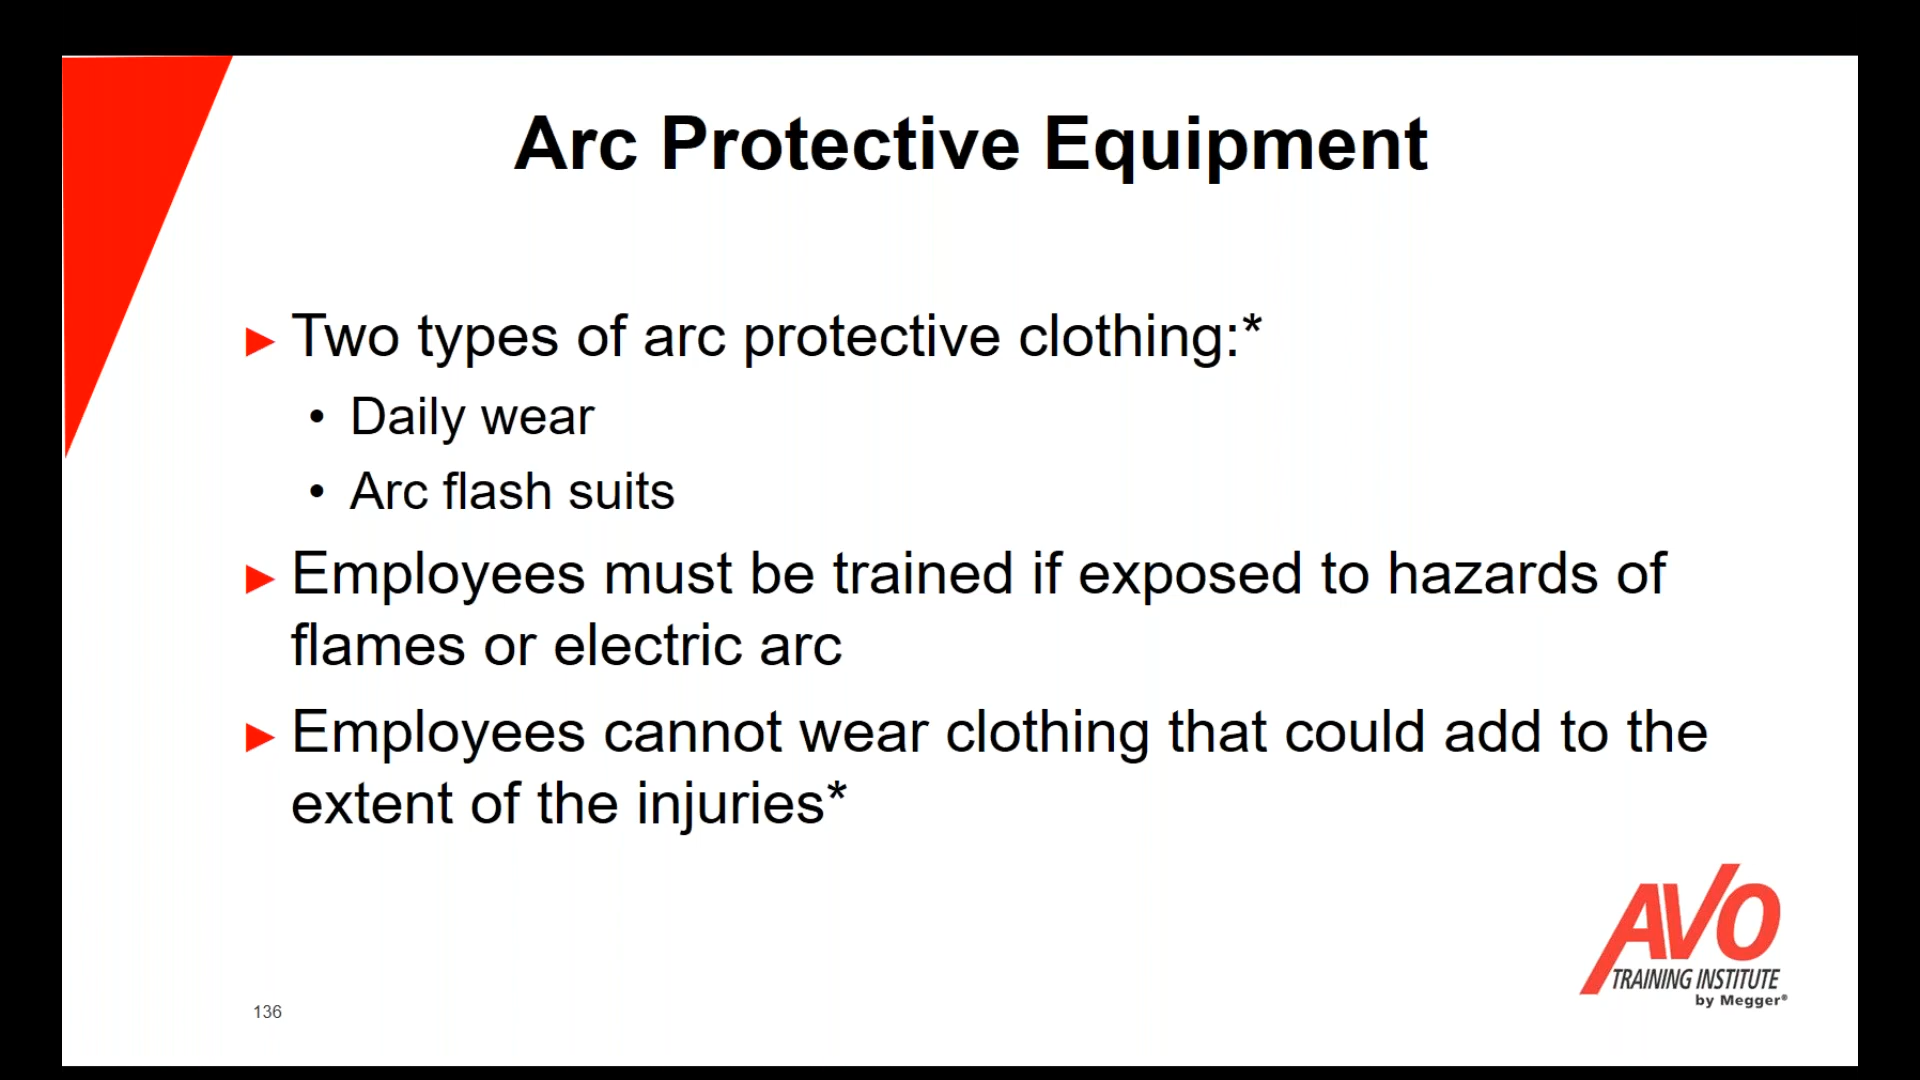 Arc Protective Equipment
► Two types of arc protective clothing:*
• Daily wear
• Arc flash suits
► Employees must be trained if exposed to hazards of
flames or electric arc
► Employees cannot wear clothing that could add to the
extent of the injuries*
AVO
TRAINING INSTITUTE
by Megger®
136